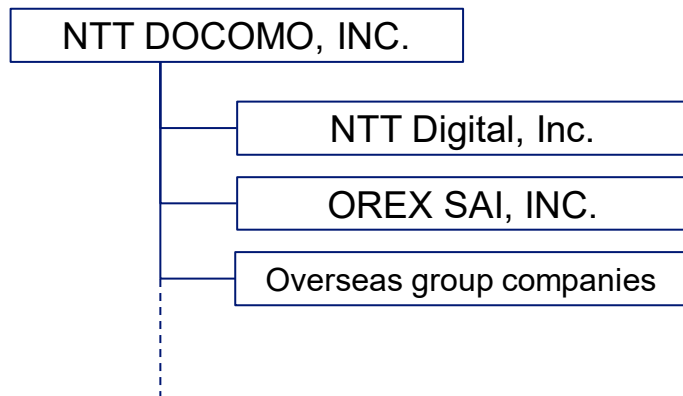 NTT DOCOMO, INC.
NTT Digital, Inc.
OREX SAI, INC.
Overseas group companies